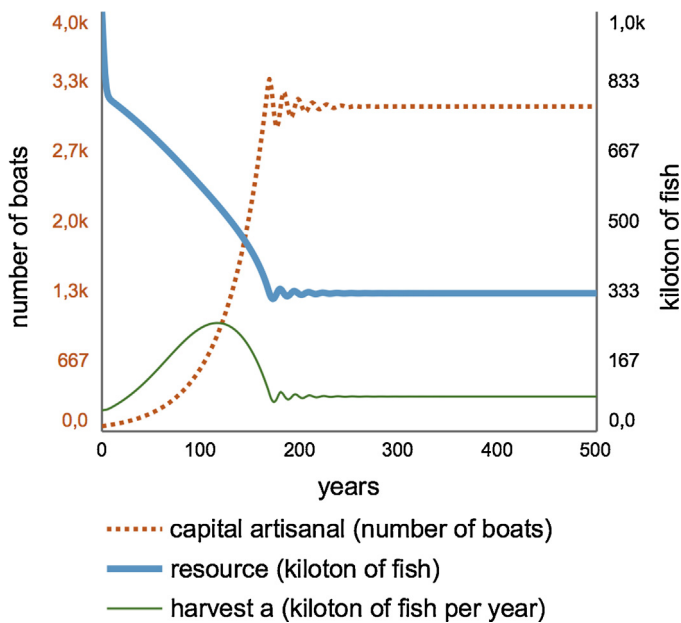 4,0k
3,3k
2,7k
2,0k
1,3k
667
0,0
number of boats
1,0k
833
667
500
333
167
0,0
kiloton of fish
0 100 200 300 400 500
years
capital artisanal (number of boats)
resource (kiloton of fish)
harvest a (kiloton of fish per year)